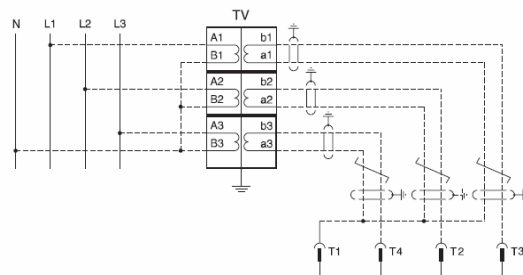 TV
N L1 L2 L3
A1 b1
B1 a1
A2 b2
B2 a2
A3 b3
B3 a3
T1 T4 T2 T3